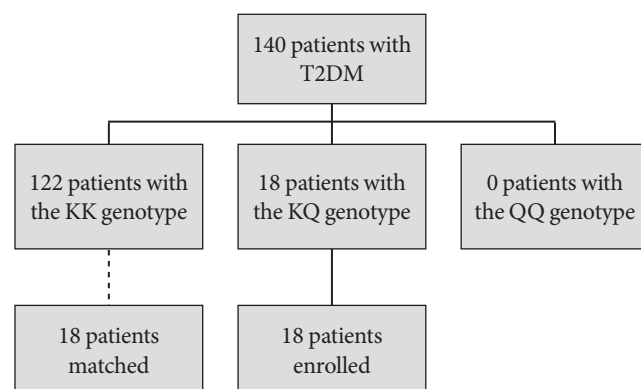 140 patients with
T2DM
122 patients with
the KK genotype
18 patients with
the KQ genotype
0 patients with
the QQ genotype
18 patients
matched
18 patients
enrolled